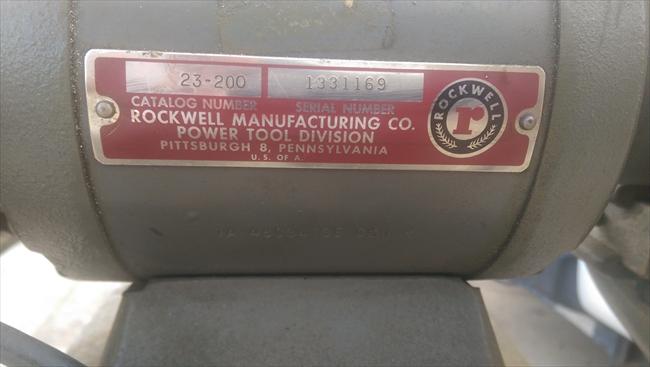 23-200 1331169
CATALOG NUMBER SERIAL NUMBER
ROCKWELL MANUFACTURING CO.
POWER TOOL DIVISION
PITTSBURGH 8, PENNSYLVANIA
U.S. OF A.
ROCKWELL
r